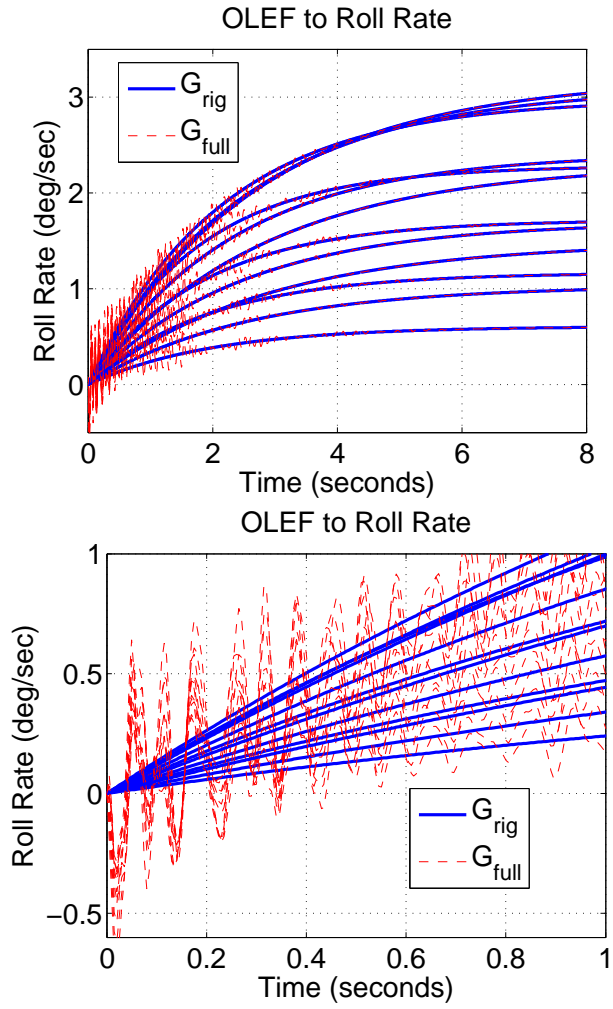 OLEF to Roll Rate
Roll Rate (deg/sec)
3
2
1
0
G_rig
G_full
0 2 4 6 8
Time (seconds)
OLEF to Roll Rate
Roll Rate (deg/sec)
1
0.5
0
−0.5
G_rig
G_full
0 0.2 0.4 0.6 0.8 1
Time (seconds)